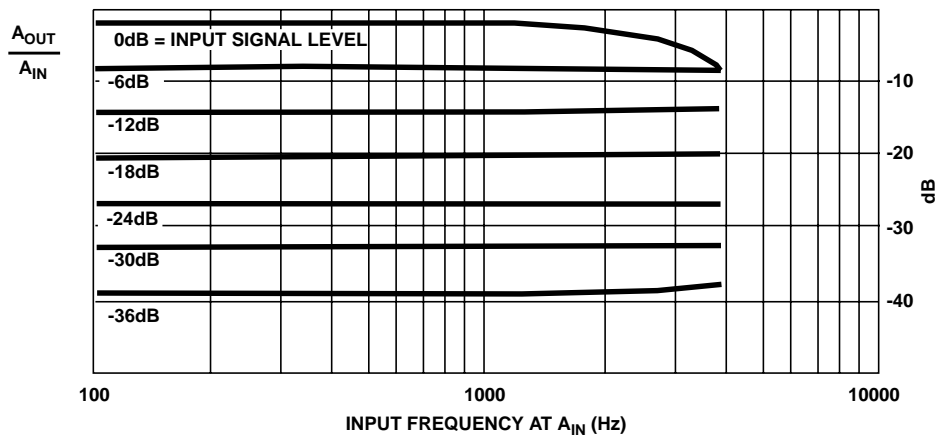 A_OUT
A_IN
0dB = INPUT SIGNAL LEVEL
-6dB
-12dB
-18dB
-24dB
-30dB
-36dB
-10
-20
-30
-40
dB
100
1000
10000
INPUT FREQUENCY AT A_IN (Hz)